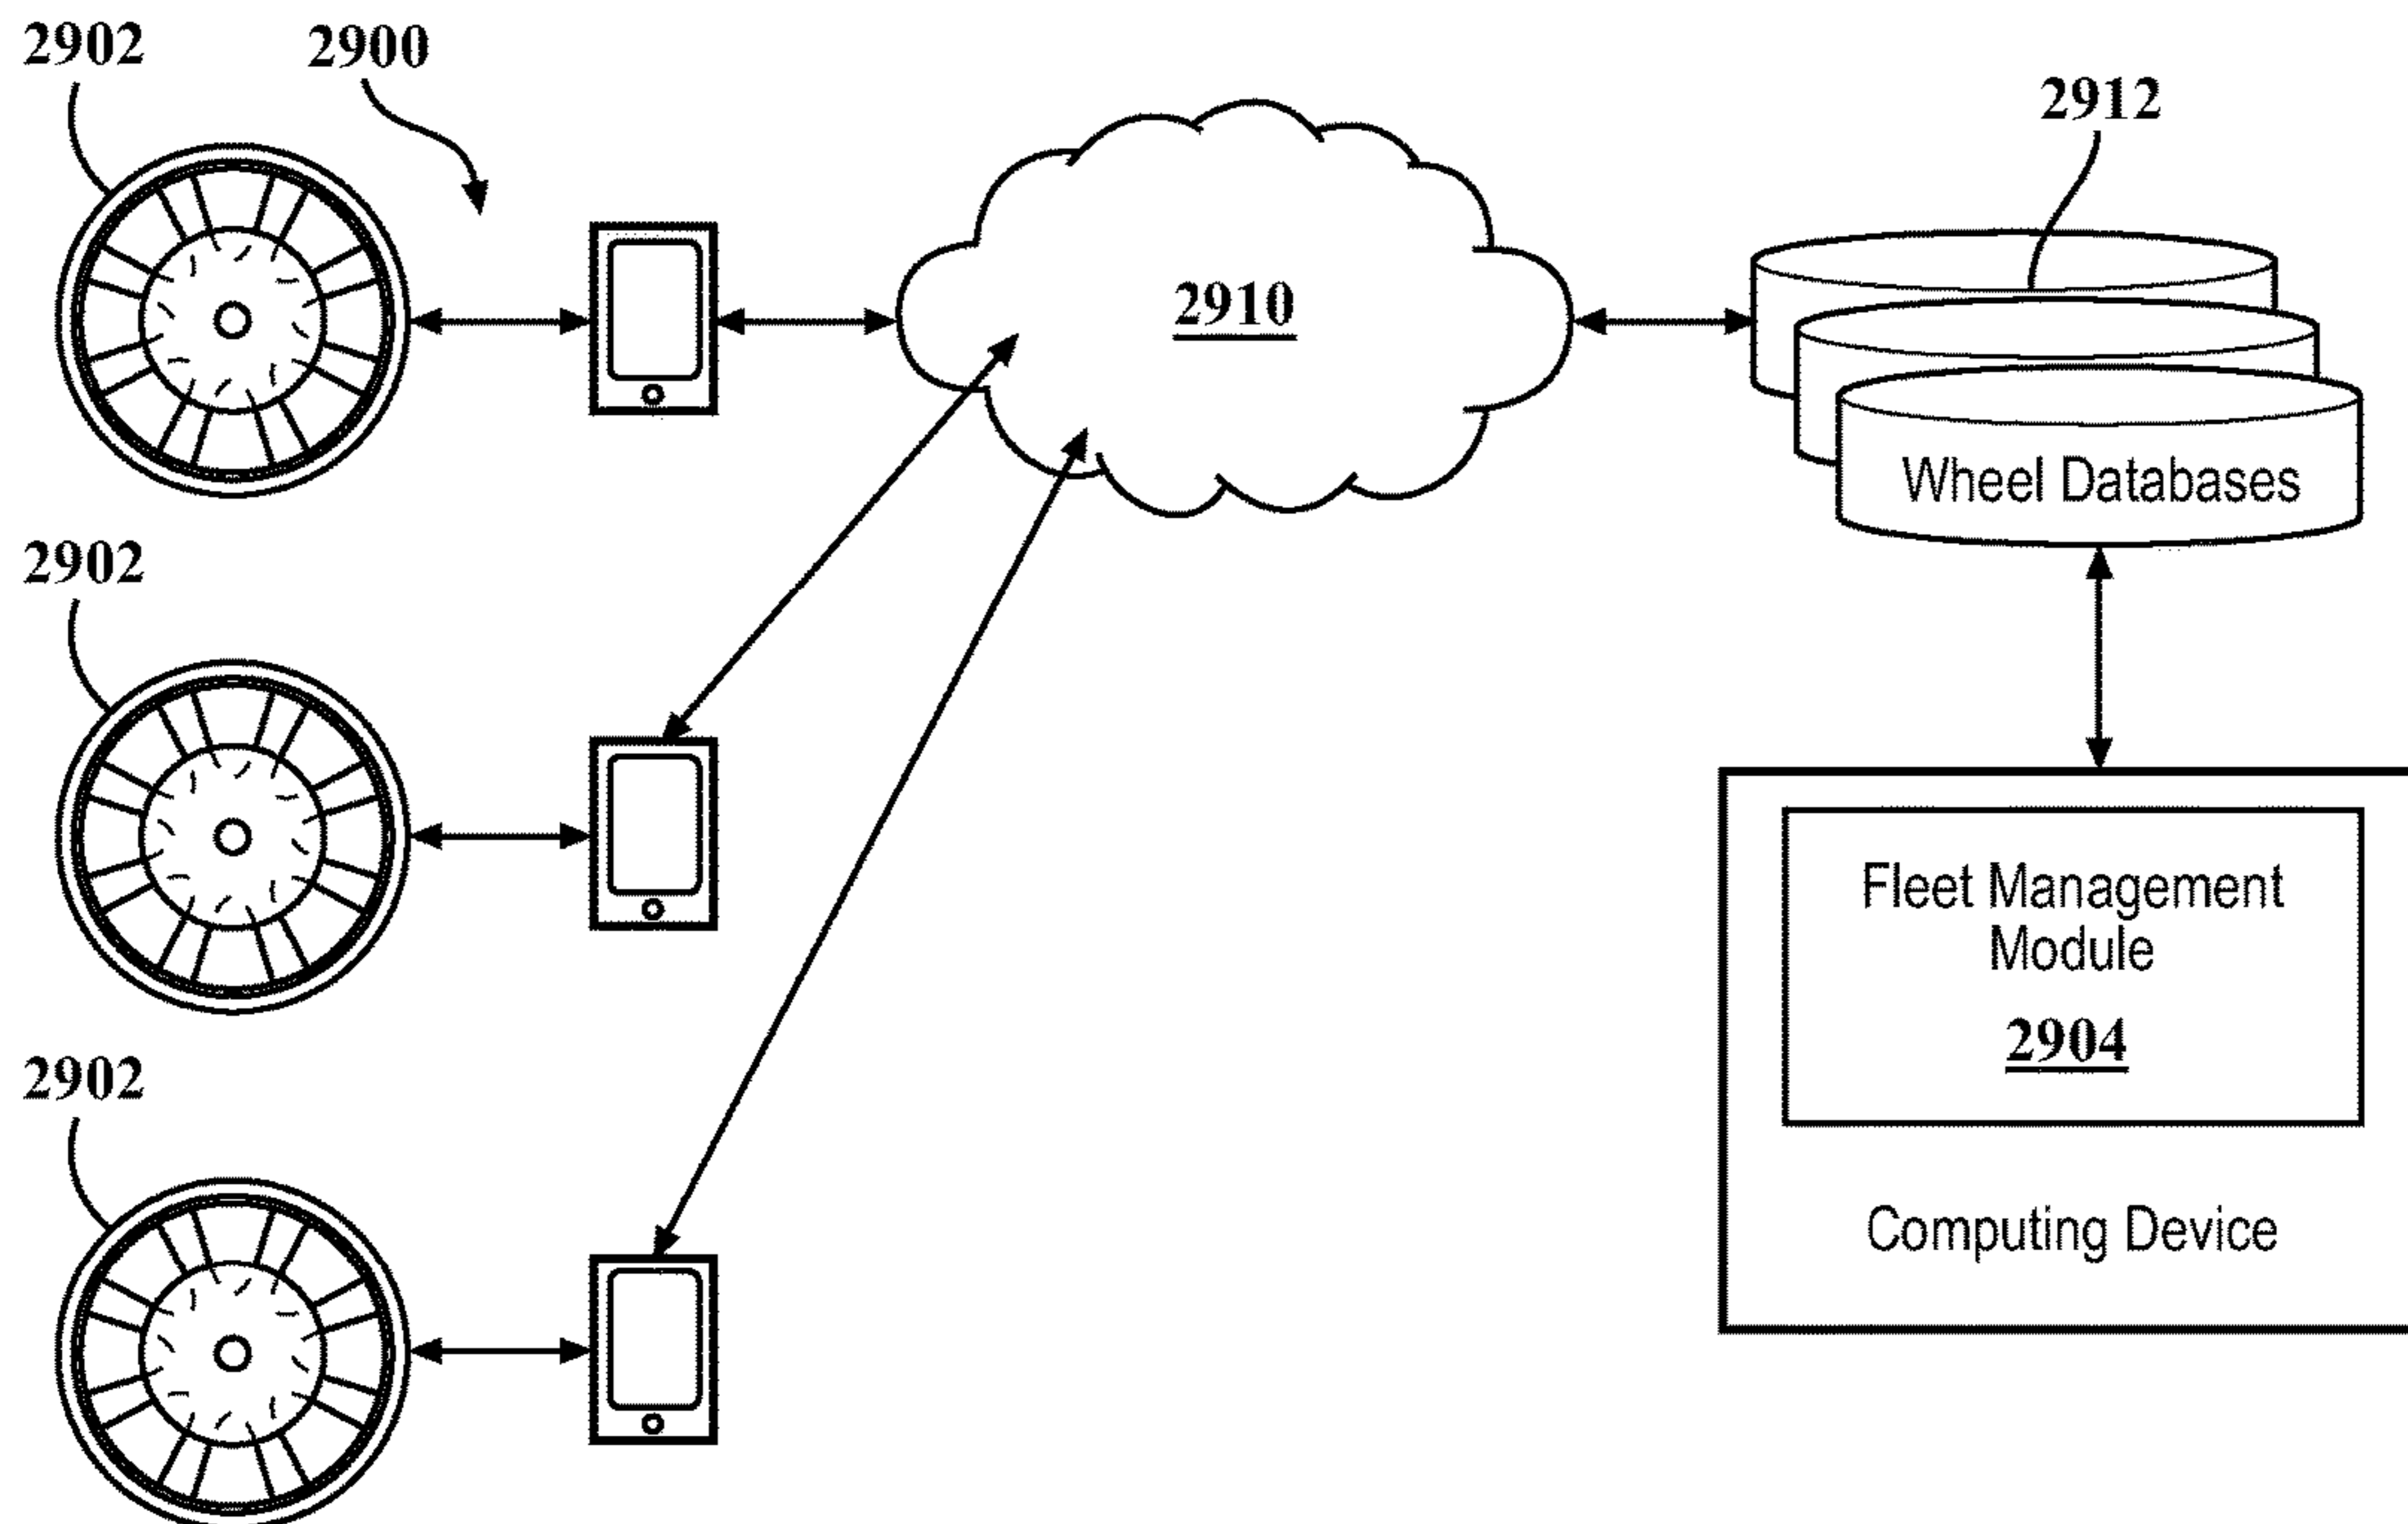 2902
2900
2912
2910
Wheel Databases
2902
Fleet Management
Module
2904
2902
Computing Device